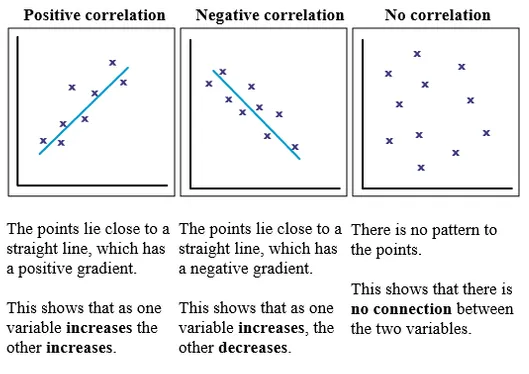 Positive correlation
Negative correlation
No correlation
The points lie close to a
straight line, which has
a positive gradient.
This shows that as one
variable increases the
other increases.
The points lie close to a
straight line, which has
a negative gradient.
This shows that as one
variable increases, the
other decreases.
There is no pattern to
the points.
This shows that there is
no connection between
the two variables.